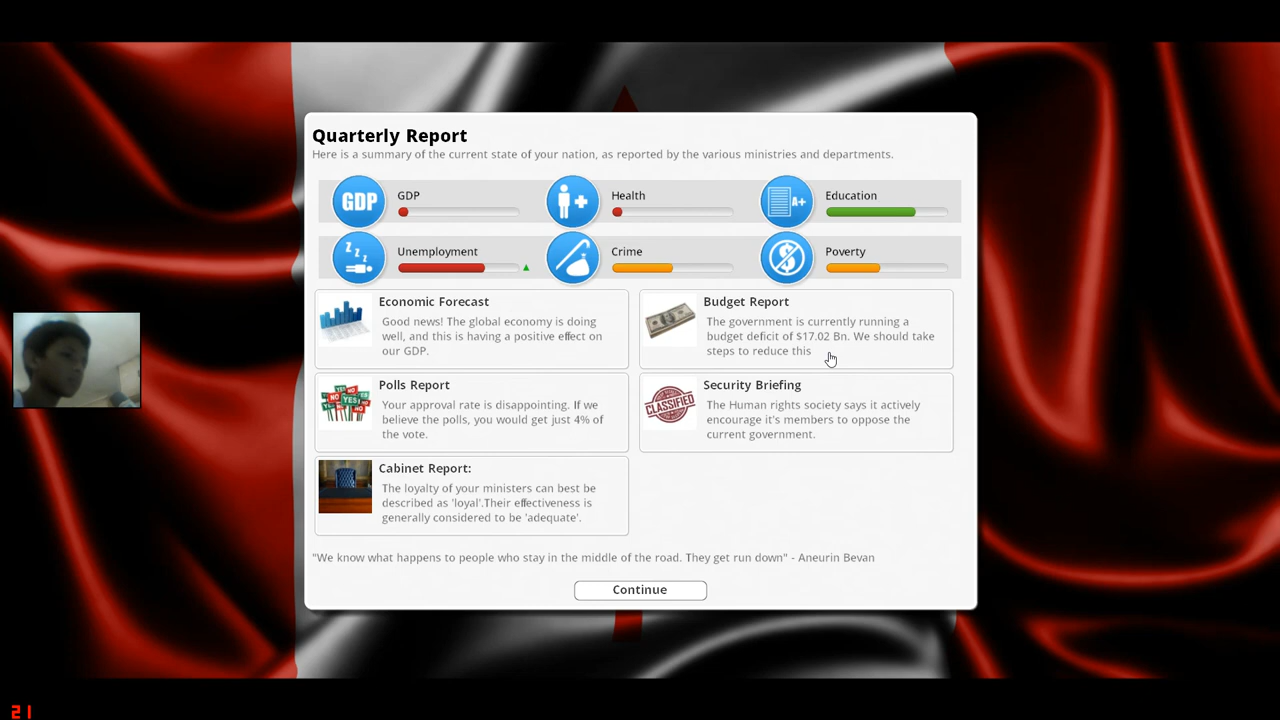 Quarterly Report
Here is a summary of the current state of your nation, as reported by the various ministries and departments.
GDP
GDP
Health
A+
Education
Z Z Z
Unemployment
Crime
$
Poverty
Economic Forecast
Good news! The global economy is doing
well, and this is having a positive effect on
our GDP.
Budget Report
The government is currently running a
budget deficit of $17.02 Bn. We should take
steps to reduce this
NO YES NO
Polls Report
Your approval rate is disappointing. If we
believe the polls, you would get just 4% of
the vote.
CLASSIFIED
Security Briefing
The Human rights society says it actively
encourage it's members to oppose the
current government.
Cabinet Report:
The loyalty of your ministers can best be
described as 'loyal'.Their effectiveness is
generally considered to be 'adequate'.
"We know what happens to people who stay in the middle of the road. They get run down" - Aneurin Bevan
Continue
21